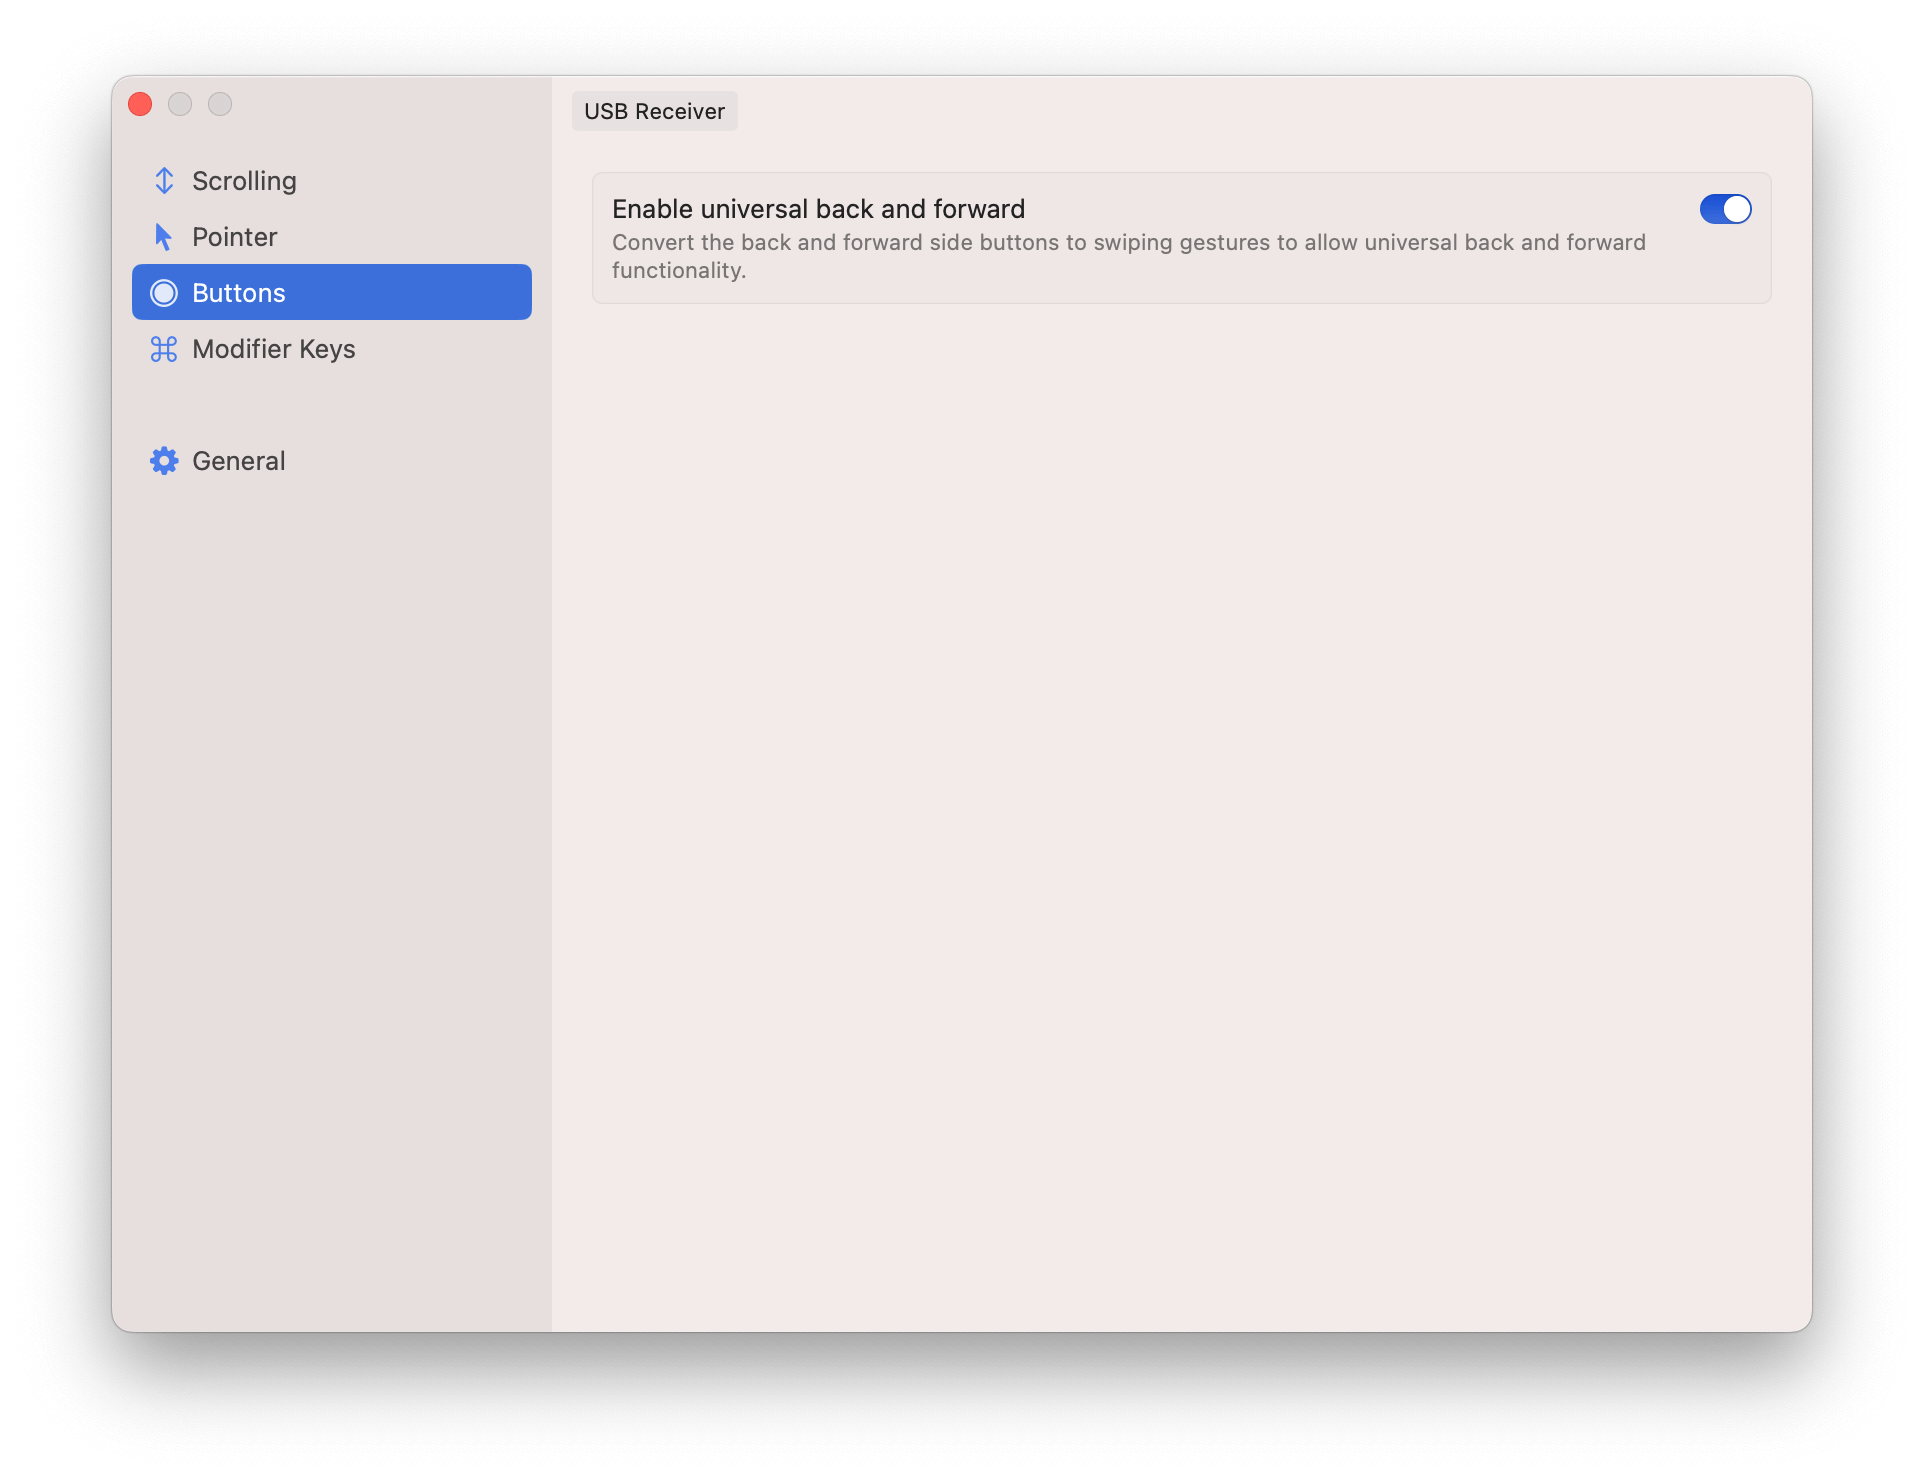 Scrolling
Pointer
Buttons
Modifier Keys
General
USB Receiver
Enable universal back and forward
Convert the back and forward side buttons to swiping gestures to allow universal back and forward
functionality.